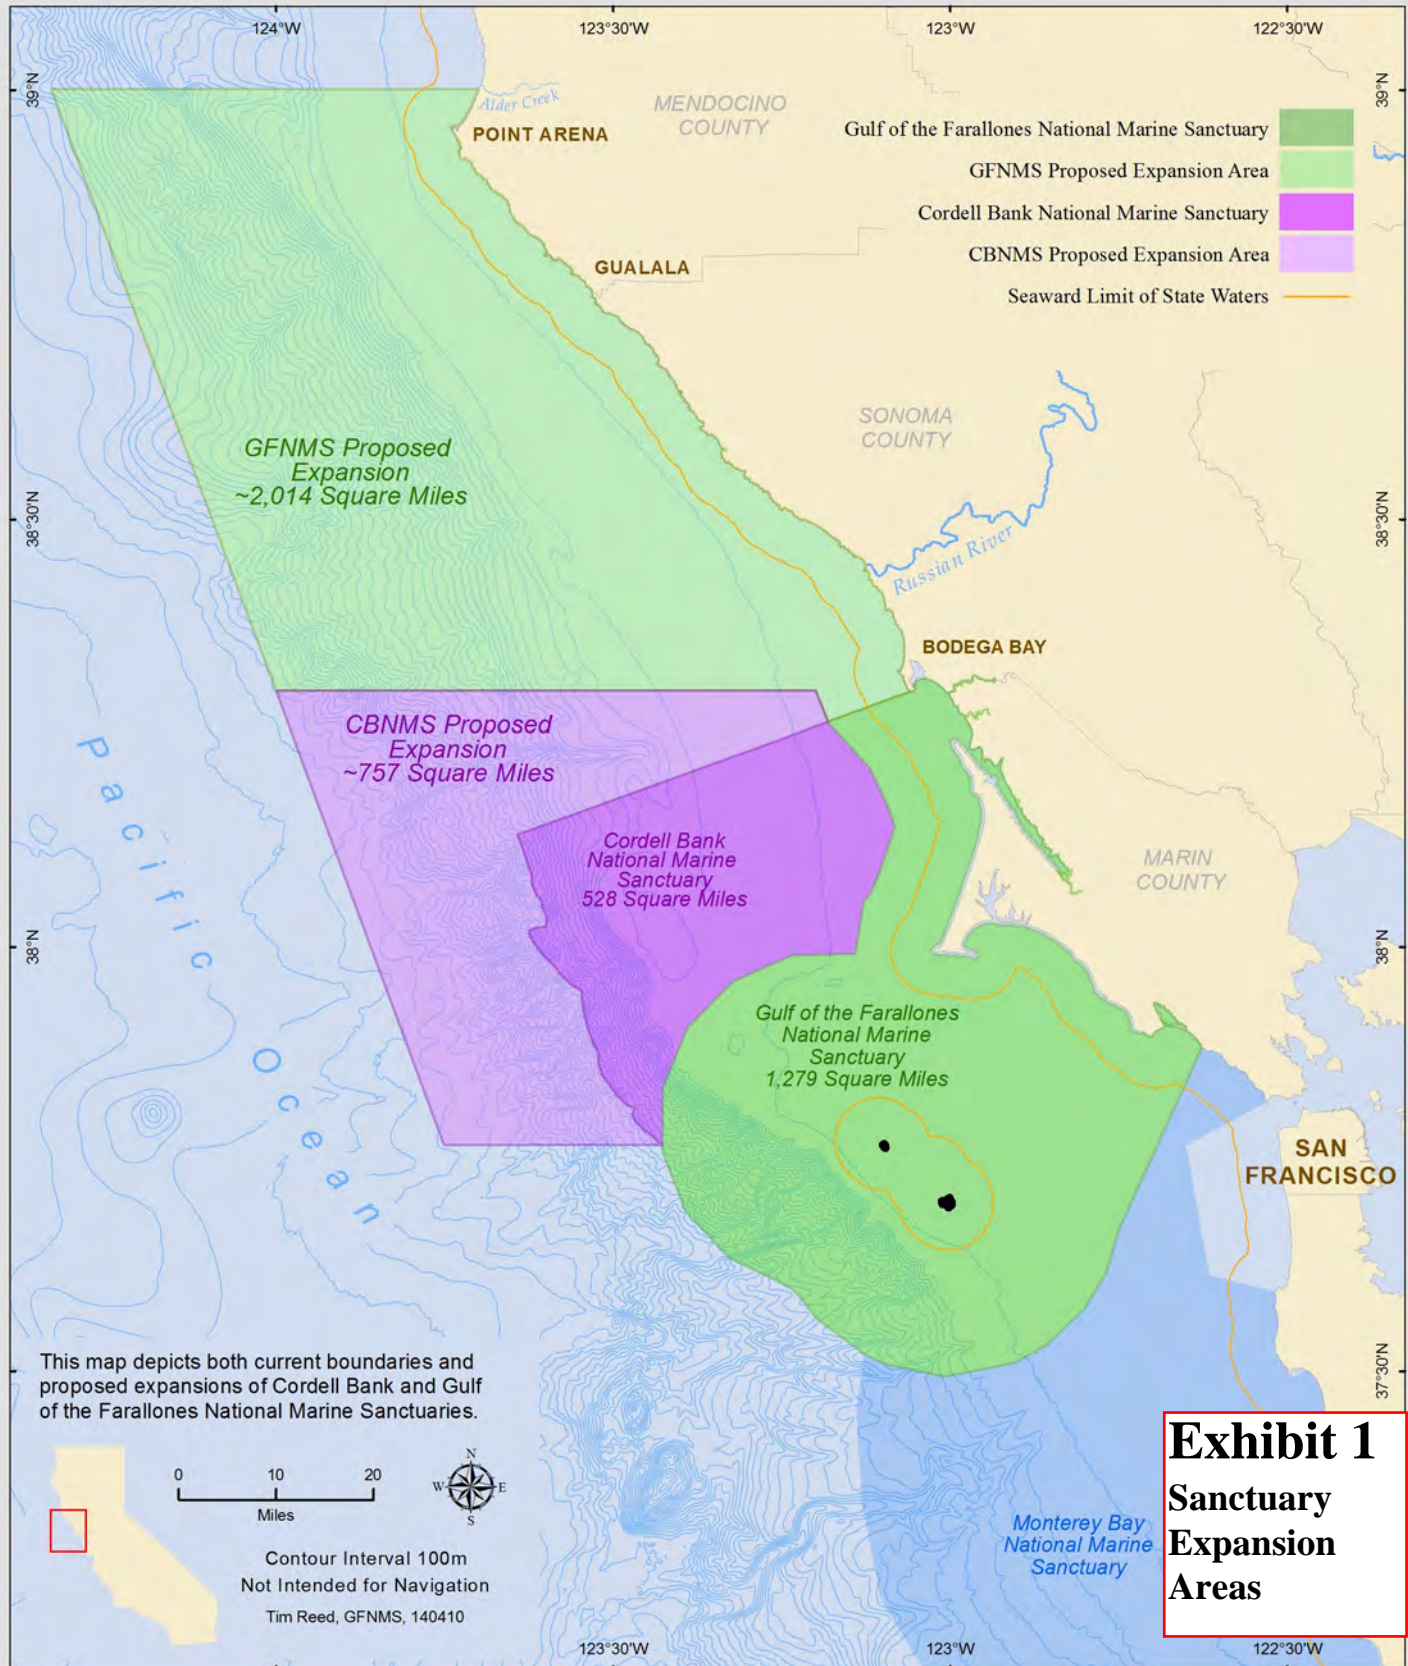 124°W
123°30'W
123°W
122°30'W
39°N
39°N
Alder Creek
POINT ARENA
MENDOCINO
COUNTY
Gulf of the Farallones National Marine Sanctuary
GFNMS Proposed Expansion Area
Cordell Bank National Marine Sanctuary
CBNMS Proposed Expansion Area
Seaward Limit of State Waters
GUALALA
SONOMA
COUNTY
GFNMS Proposed
Expansion
~2,014 Square Miles
38°30'N
38°30'N
Russian River
BODEGA BAY
CBNMS Proposed
Expansion
~757 Square Miles
Pacific Ocean
Cordell Bank
National Marine
Sanctuary
528 Square Miles
MARIN
COUNTY
38°N
38°N
Gulf of the Farallones
National Marine
Sanctuary
1,279 Square Miles
SAN
FRANCISCO
37°30'N
This map depicts both current boundaries and
proposed expansions of Cordell Bank and Gulf
of the Farallones National Marine Sanctuaries.
0 10 20
Miles
N
W E
S
Contour Interval 100m
Not Intended for Navigation
Tim Reed, GFNMS, 140410
Monterey Bay
National Marine
Sanctuary
Exhibit 1
Sanctuary
Expansion
Areas
123°30'W
123°W
122°30'W